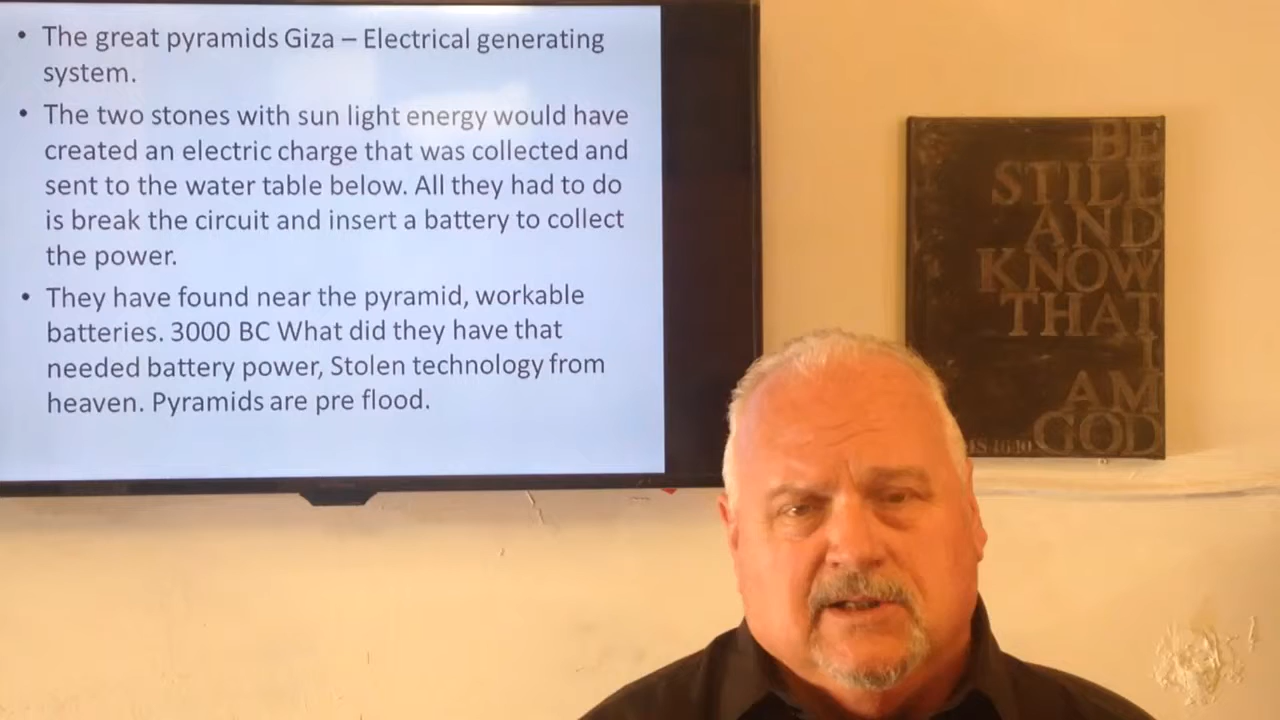 • The great pyramids Giza – Electrical generating
system.
• The two stones with sun light energy would have
created an electric charge that was collected and
sent to the water table below. All they had to do
is break the circuit and insert a battery to collect
the power.
• They have found near the pyramid, workable
batteries. 3000 BC What did they have that
needed battery power, Stolen technology from
heaven. Pyramids are pre flood.
BE
STILL
AND
KNOW
THAT
I
AM
GOD